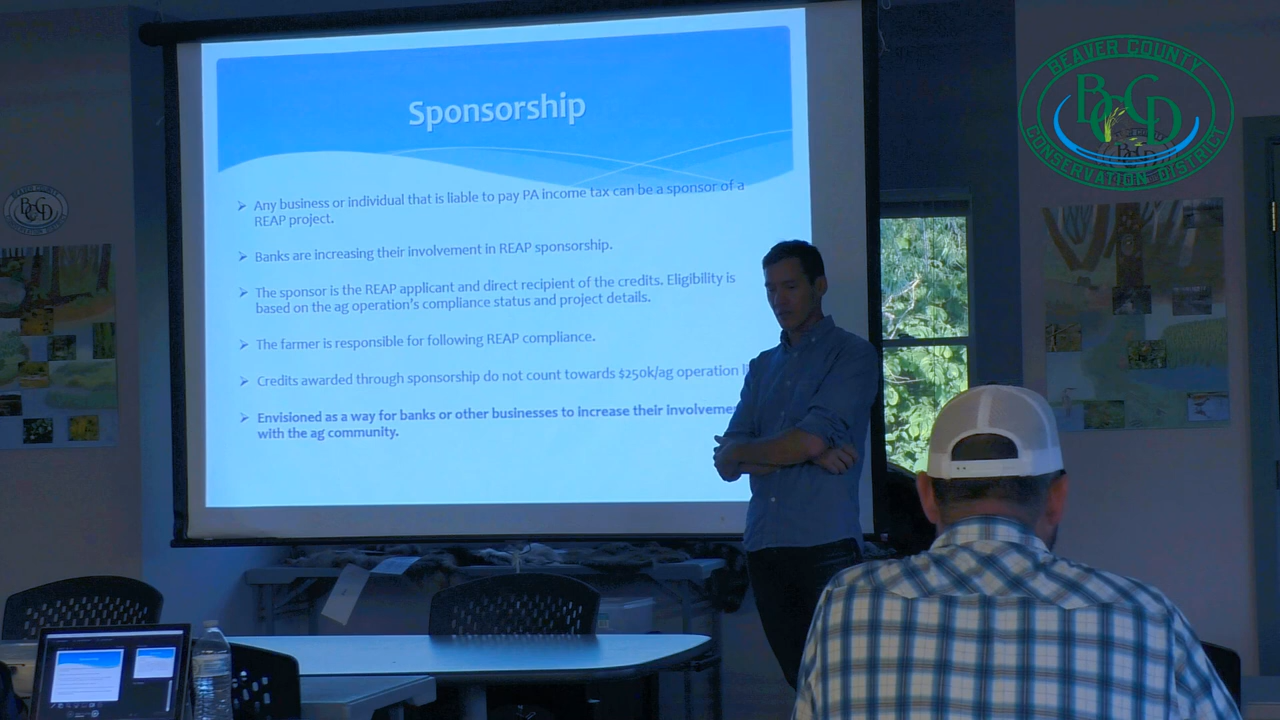 Sponsorship
Any business or individual that is liable to pay PA income tax can be a sponsor of a
REAP project.
Banks are increasing their involvement in REAP sponsorship.
The sponsor is the REAP applicant and direct recipient of the credits. Eligibility is
based on the ag operation's compliance status and project details.
The farmer is responsible for following REAP compliance.
Credits awarded through sponsorship do not count towards $250k/ag operation
Envisioned as a way for banks or other businesses to increase their
with the ag community.
BEAVER COUNTY
BCCD
CONSERVATION DISTRICT
BEAVER COUNTY
BCCD